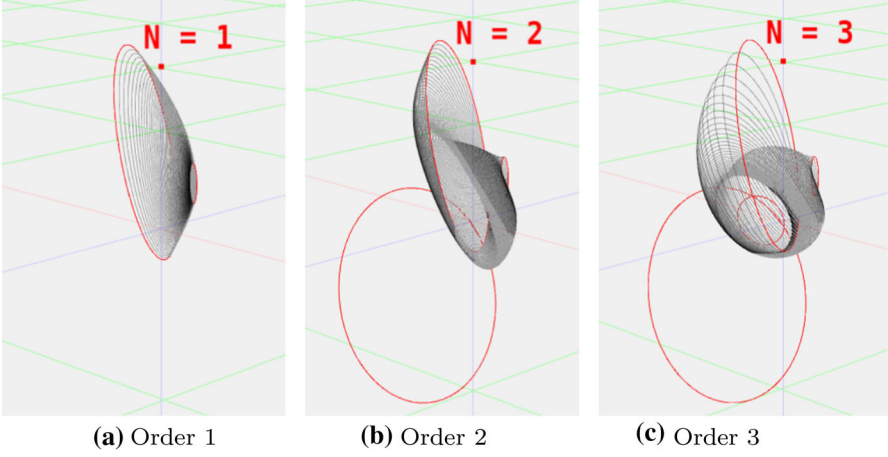 N = 1
N = 2
N = 3
(a) Order 1
(b) Order 2
(c) Order 3